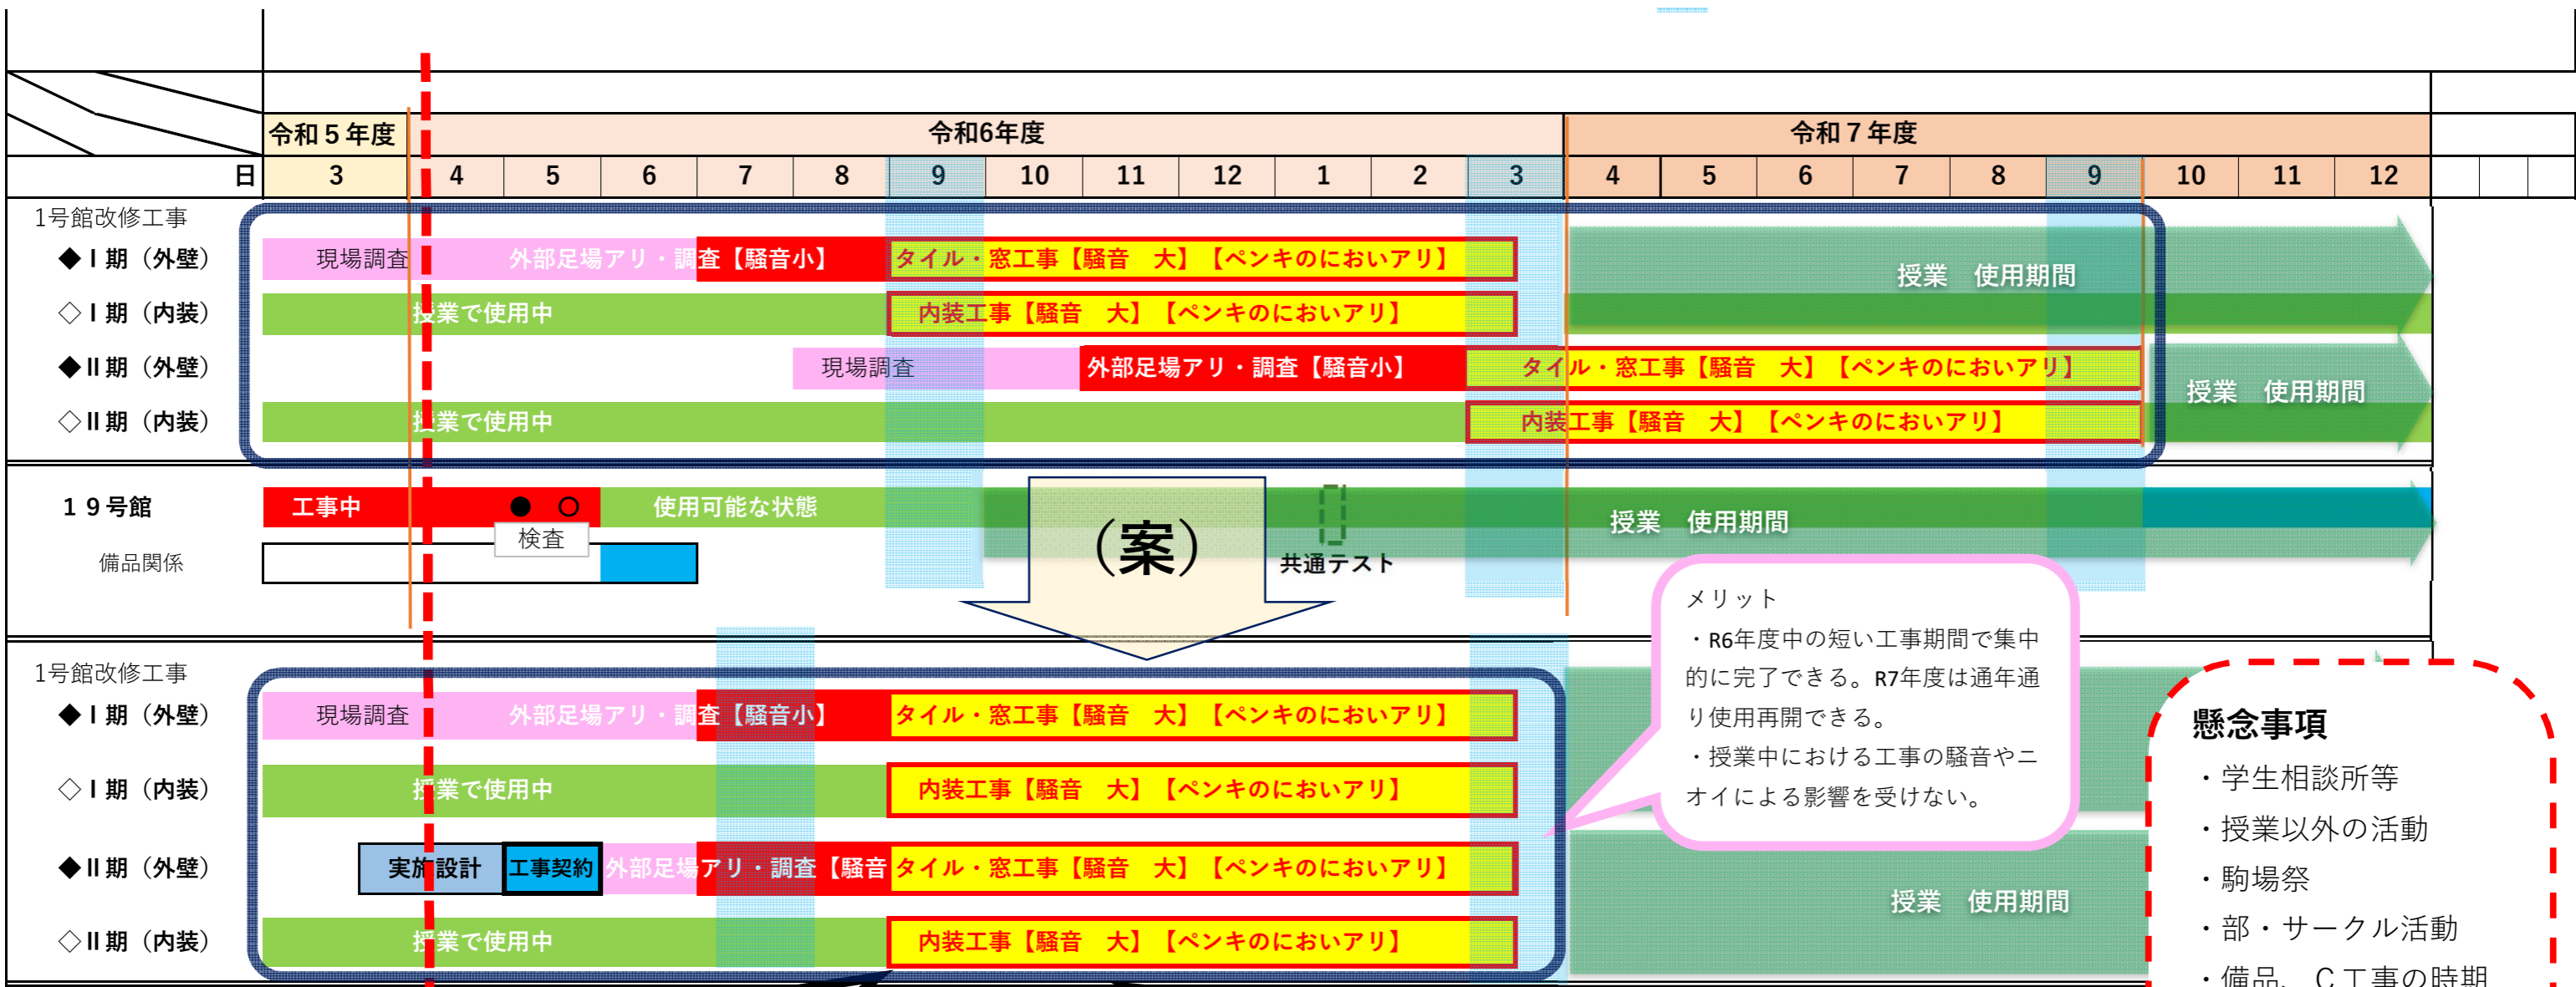 令和５年度 令和6年度 令和７年度
日 3 4 5 6 7 8 9 10 11 12 1 2 3 4 5 6 7 8 9 10 11 12
1号館改修工事
◆Ⅰ期（外壁） 現場調査 外部足場アリ・調査【騒音小】 タイル・窓工事【騒音　大】【ペンキのにおいアリ】
授業　使用期間
◇Ⅰ期（内装） 授業で使用中 内装工事【騒音　大】【ペンキのにおいアリ】
◆Ⅱ期（外壁） 現場調査 外部足場アリ・調査【騒音小】 タイル・窓工事【騒音　大】【ペンキのにおいアリ】
授業　使用期間
◇Ⅱ期（内装） 授業で使用中 内装工事【騒音　大】【ペンキのにおいアリ】
１９号館 工事中 ● ○ 使用可能な状態 授業　使用期間
検査
（案）
共通テスト
備品関係
メリット
・R6年度中の短い工事期間で集中
的に完了できる。R7年度は通年通
り使用再開できる。
・授業中における工事の騒音やニ
オイによる影響を受けない。
1号館改修工事
◆Ⅰ期（外壁） 現場調査 外部足場アリ・調査【騒音小】 タイル・窓工事【騒音　大】【ペンキのにおいアリ】
◇Ⅰ期（内装） 授業で使用中 内装工事【騒音　大】【ペンキのにおいアリ】
◆Ⅱ期（外壁） 実施設計 工事契約 外部足場アリ・調査【騒音 タイル・窓工事【騒音　大】【ペンキのにおいアリ】
授業　使用期間
◇Ⅱ期（内装） 授業で使用中 内装工事【騒音　大】【ペンキのにおいアリ】
懸念事項
・学生相談所等
・授業以外の活動
・駒場祭
・部・サークル活動
・備品、Ｃ工事の時期